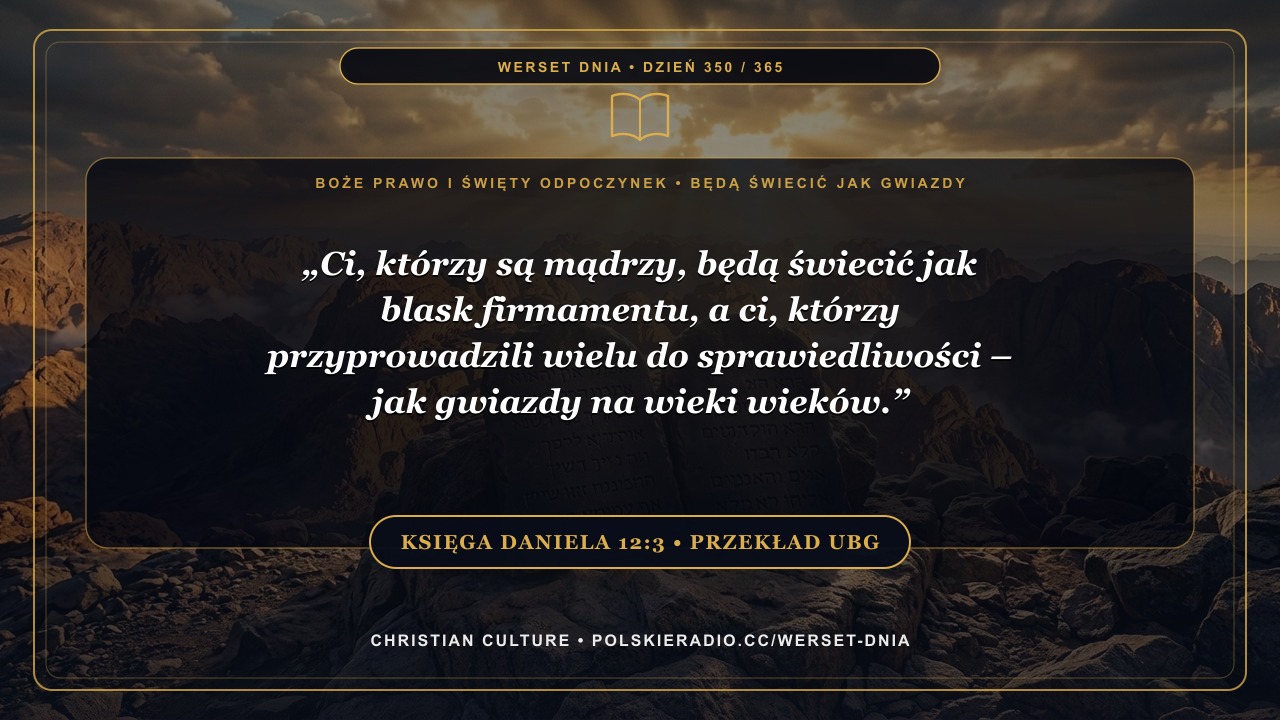 WERSET DNIA • DZIEŃ 350 / 365
BOŻE PRAWO I ŚWIĘTY ODPOCZYNEK • BĘDĄ ŚWIECIĆ JAK GWIAZDY
„Ci, którzy są mądrzy, będą świecić jak
blask firmamentu, a ci, którzy
przyprowadzili wielu do sprawiedliwości –
jak gwiazdy na wieki wieków.”
KSIĘGA DANIELA 12:3 • PRZEKŁAD UBG
CHRISTIAN CULTURE • POLSKIERADIO.CC/WERSET-DNIA